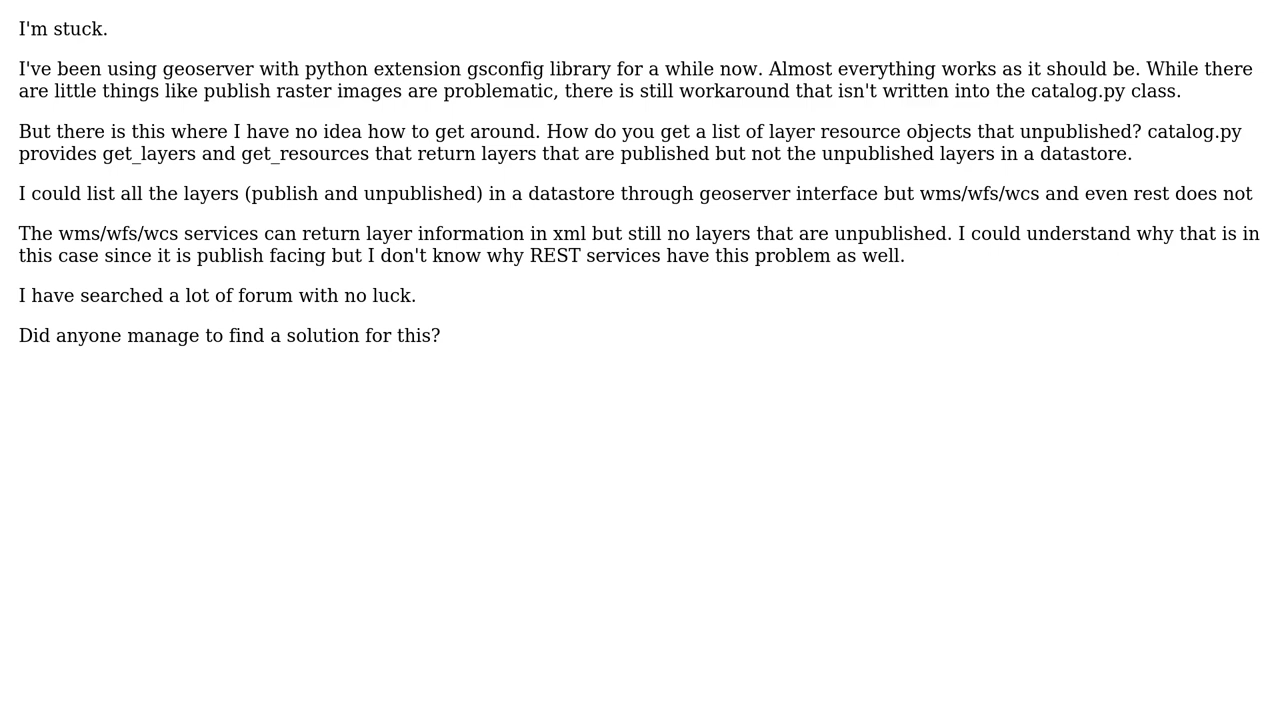 I'm stuck.
I've been using geoserver with python extension gsconfig library for a while now. Almost everything works as it should be. While there
are little things like publish raster images are problematic, there is still workaround that isn't written into the catalog.py class.
But there is this where I have no idea how to get around. How do you get a list of layer resource objects that unpublished? catalog.py
provides get_layers and get_resources that return layers that are published but not the unpublished layers in a datastore.
I could list all the layers (publish and unpublished) in a datastore through geoserver interface but wms/wfs/wcs and even rest does not
The wms/wfs/wcs services can return layer information in xml but still no layers that are unpublished. I could understand why that is in
this case since it is publish facing but I don't know why REST services have this problem as well.
I have searched a lot of forum with no luck.
Did anyone manage to find a solution for this?